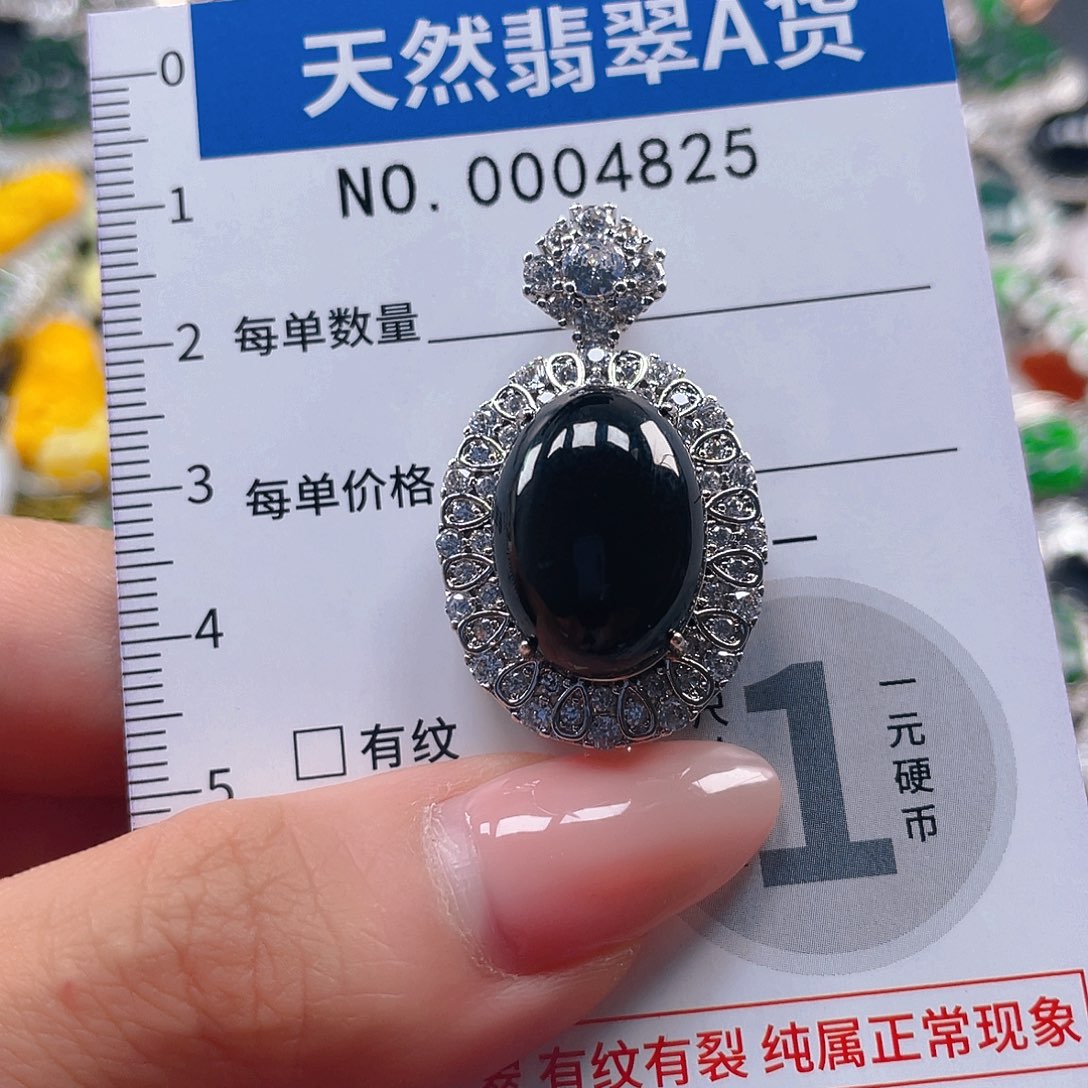 天然翡翠A货
NO. 0004825
0
1
2
3
4
5
每单数量
每单价格
□有纹
1
一元硬币
有纹有裂 纯属正常现象